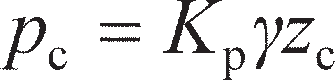 p_c = K_p γ z_c